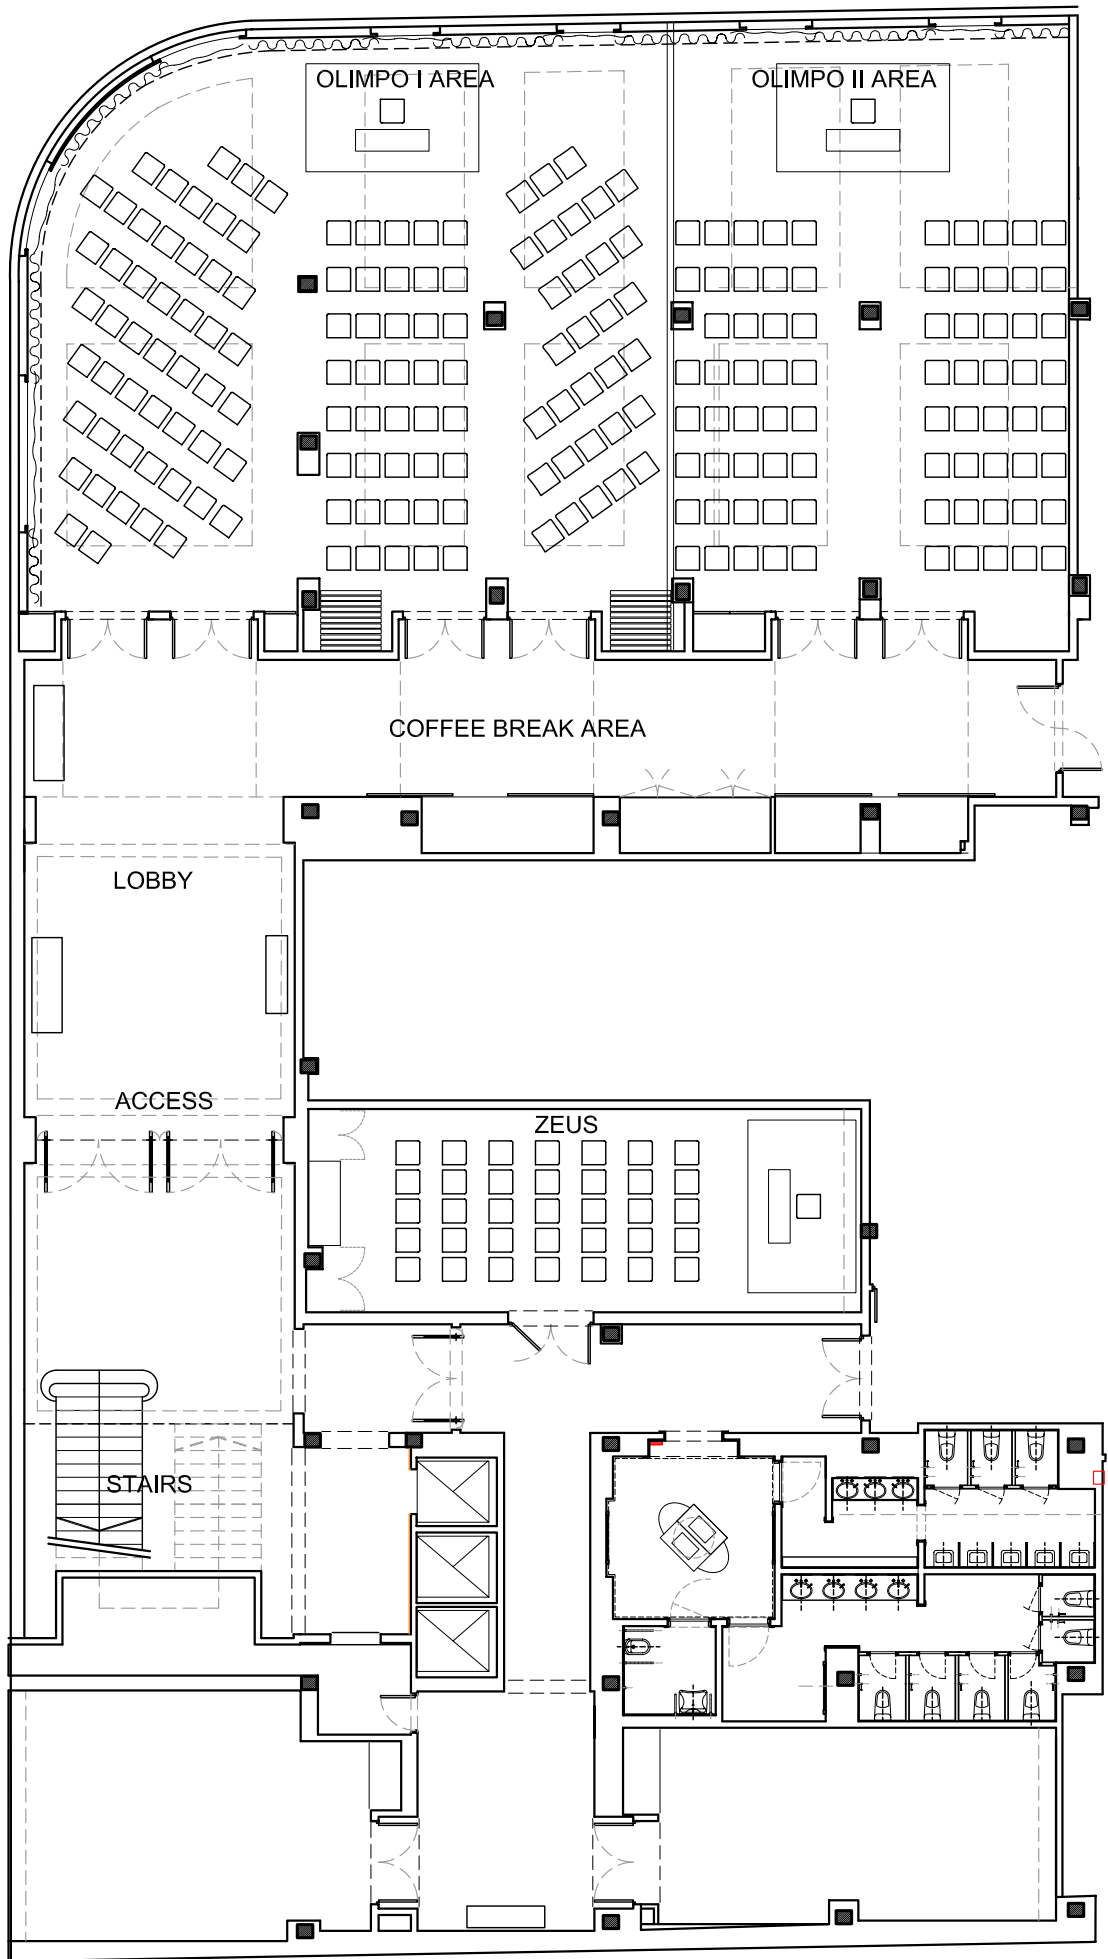 OLIMPO I AREA
OLIMPO II AREA
COFFEE BREAK AREA
LOBBY
ACCESS
ZEUS
STAIRS